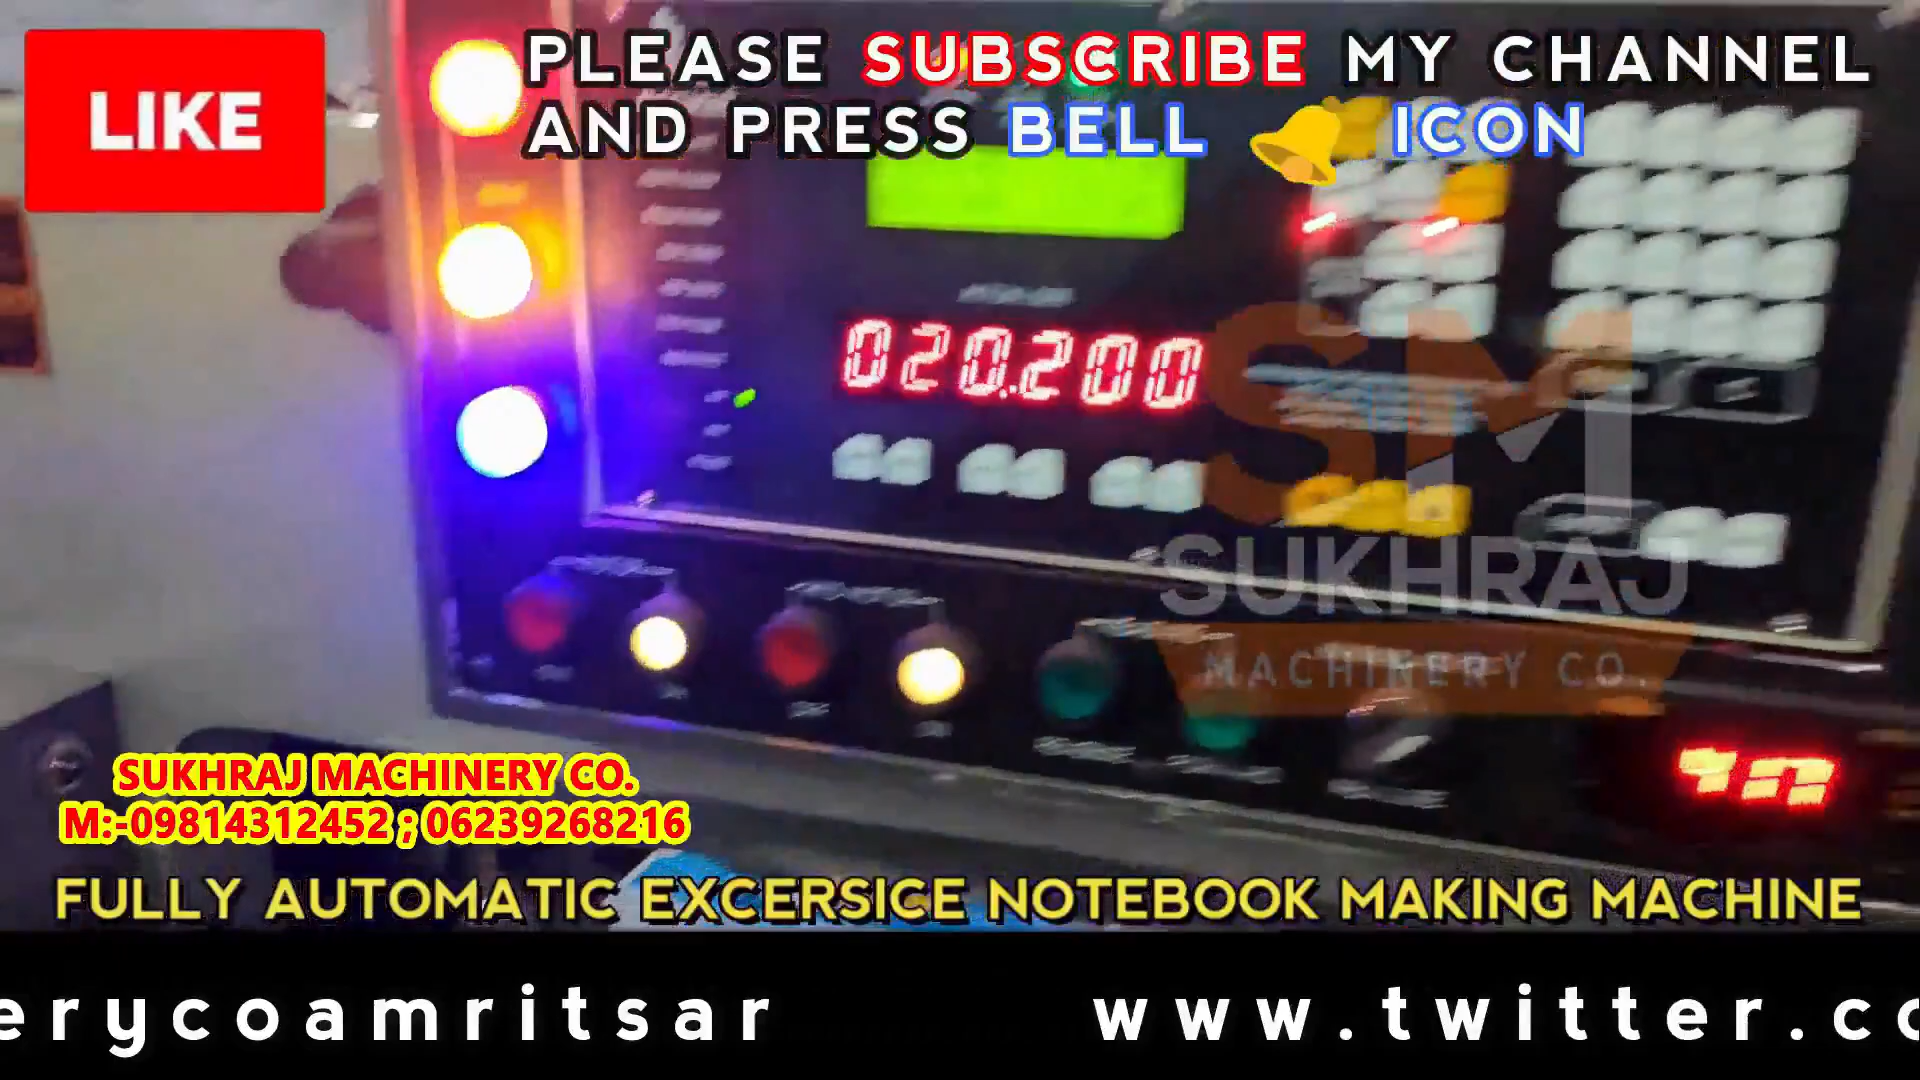 LIKE
PLEASE SUBSCRIBE MY CHANNEL
AND PRESS BELL 🔔 ICON
020.200
SM
SUKHRAJ
MACHINERY CO.
SUKHRAJ MACHINERY CO.
M:-09814312452 ; 06239268216
FULLY AUTOMATIC EXCERSICE NOTEBOOK MAKING MACHINE
erycoamritsar www.twitter.co